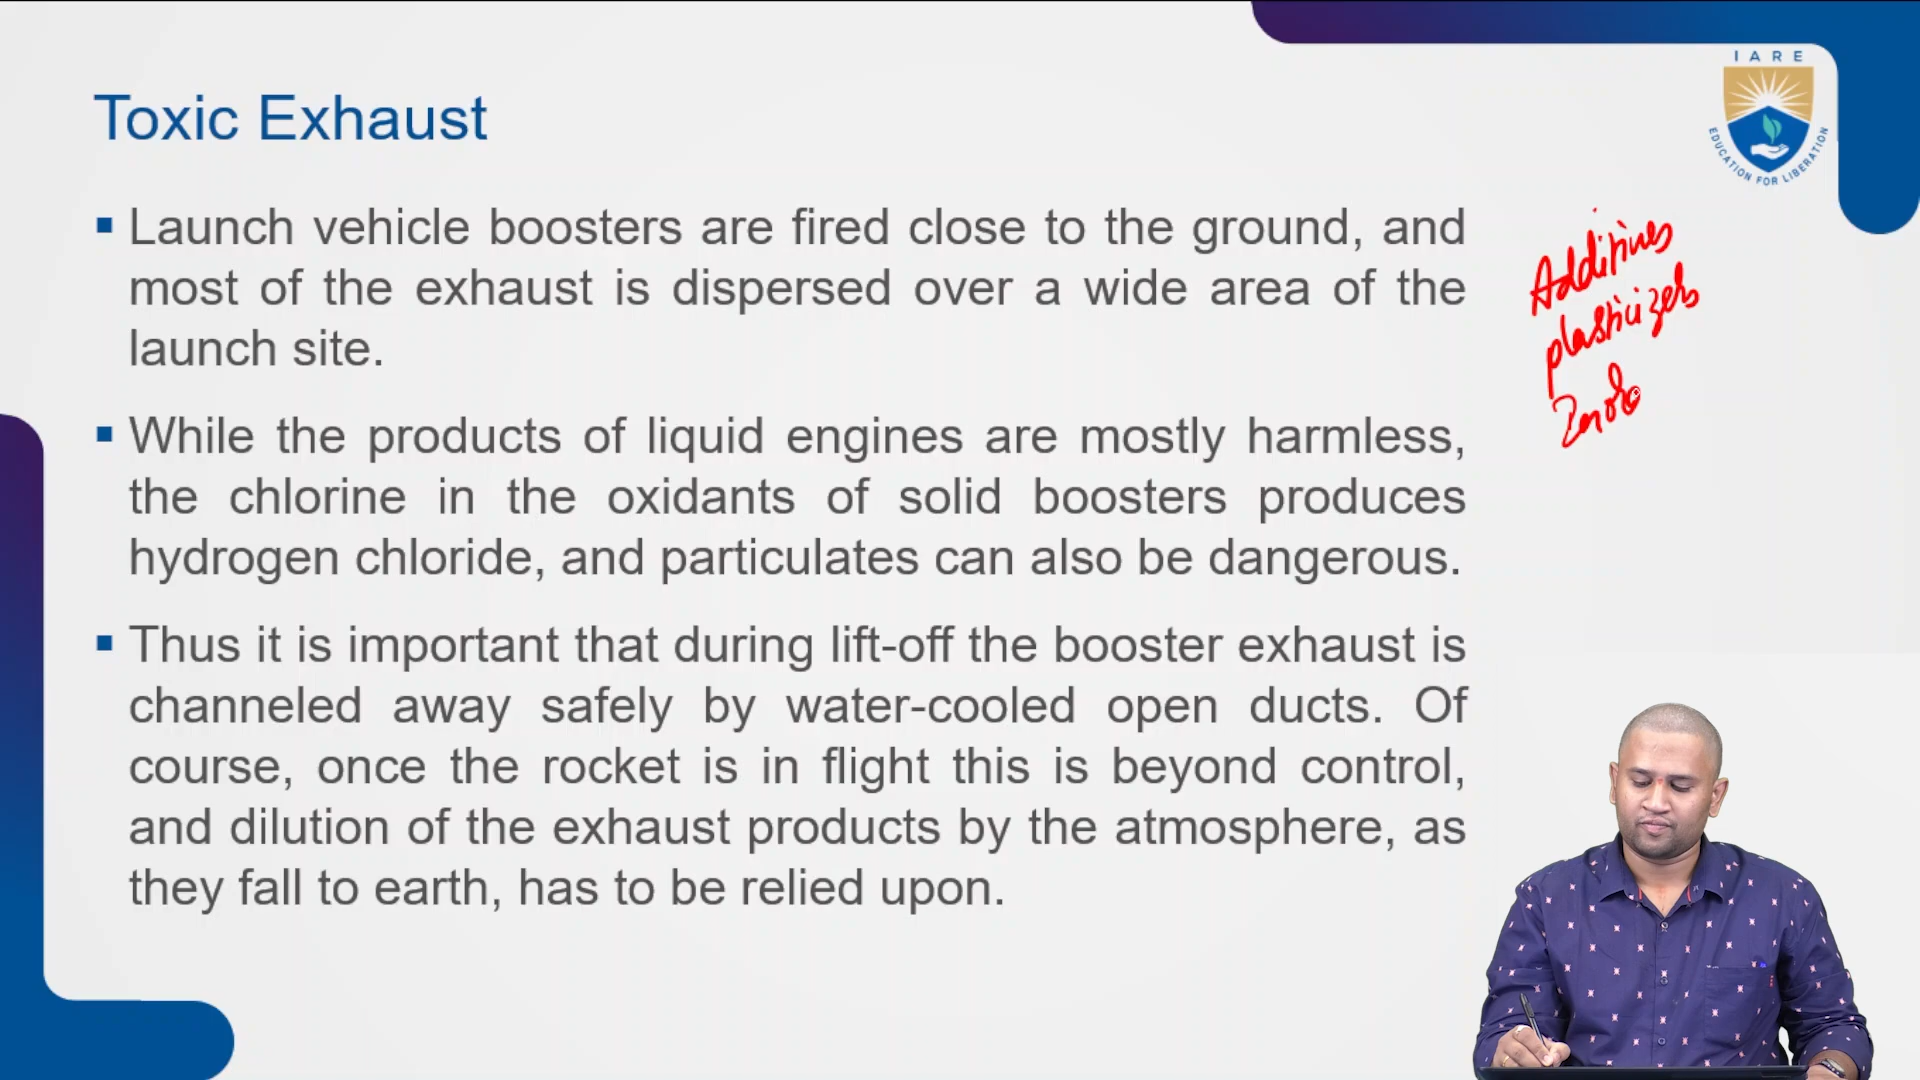 IARE
EDUCATION FOR LIBERATION
Toxic Exhaust
Launch vehicle boosters are fired close to the ground, and
most of the exhaust is dispersed over a wide area of the
launch site.
While the products of liquid engines are mostly harmless,
the chlorine in the oxidants of solid boosters produces
hydrogen chloride, and particulates can also be dangerous.
Thus it is important that during lift-off the booster exhaust is
channeled away safely by water-cooled open ducts. Of
course, once the rocket is in flight this is beyond control,
and dilution of the exhaust products by the atmosphere, as
they fall to earth, has to be relied upon.
Additives
plasticizers